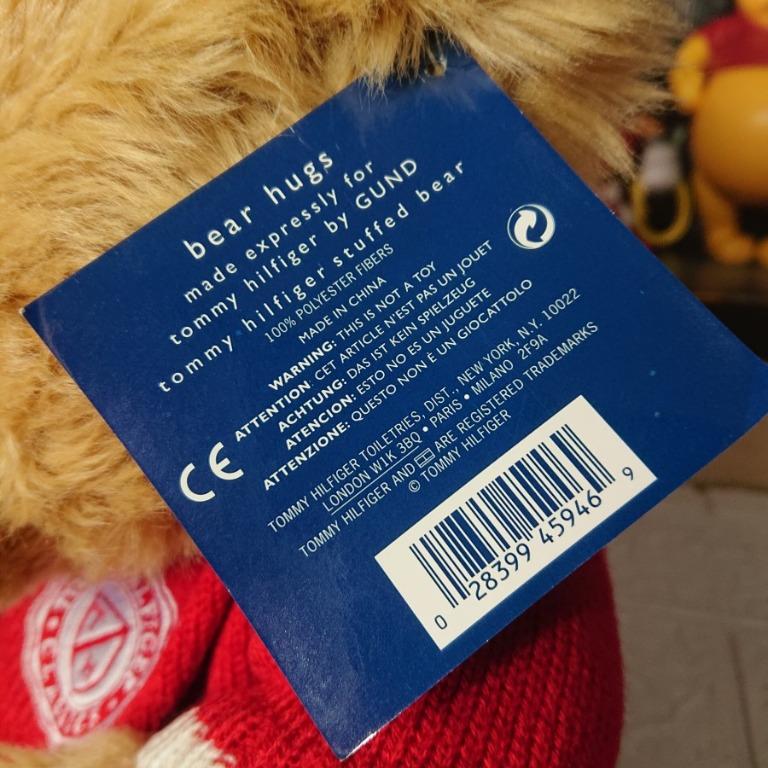 bear hugs
made expressly for
tommy hilfiger by GUND
tommy hilfiger stuffed bear
100% POLYESTER FIBERS
MADE IN CHINA
WARNING: THIS IS NOT A TOY
ATTENTION: CET ARTICLE N'EST PAS UN JOUET
ACHTUNG: DAS IST KEIN SPIELZEUG
ATENCION: ESTO NO ES UN JUGUETE
ATTENZIONE: QUESTO NON È UN GIOCATTOLO
CE
TOMMY HILFIGER TOILETRIES, DIST., NEW YORK, N.Y. 10022
LONDON W1K 3BQ • PARIS • MILANO 2F9A
TOMMY HILFIGER AND ARE REGISTERED TRADEMARKS
© TOMMY HILFIGER
0 28399 45946 9